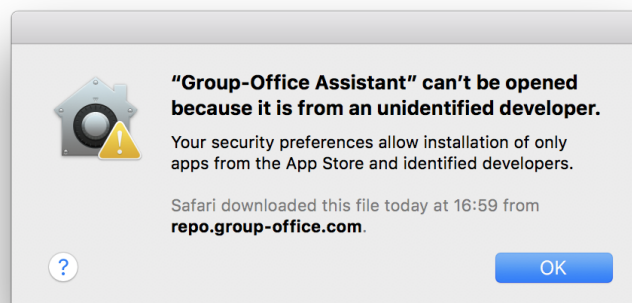 “Group-Office Assistant” can’t be opened
because it is from an unidentified developer.
Your security preferences allow installation of only
apps from the App Store and identified developers.
Safari downloaded this file today at 16:59 from
repo.group-office.com.
?
OK